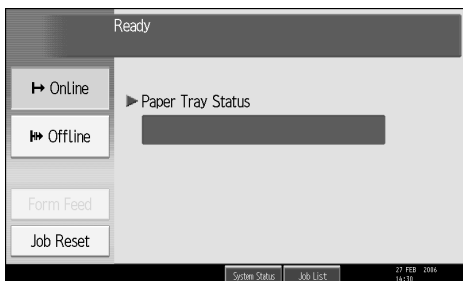 Ready
Online
Paper Tray Status
Offline
Form Feed
Job Reset
System Status
Job List
27 FEB 2006
14:30